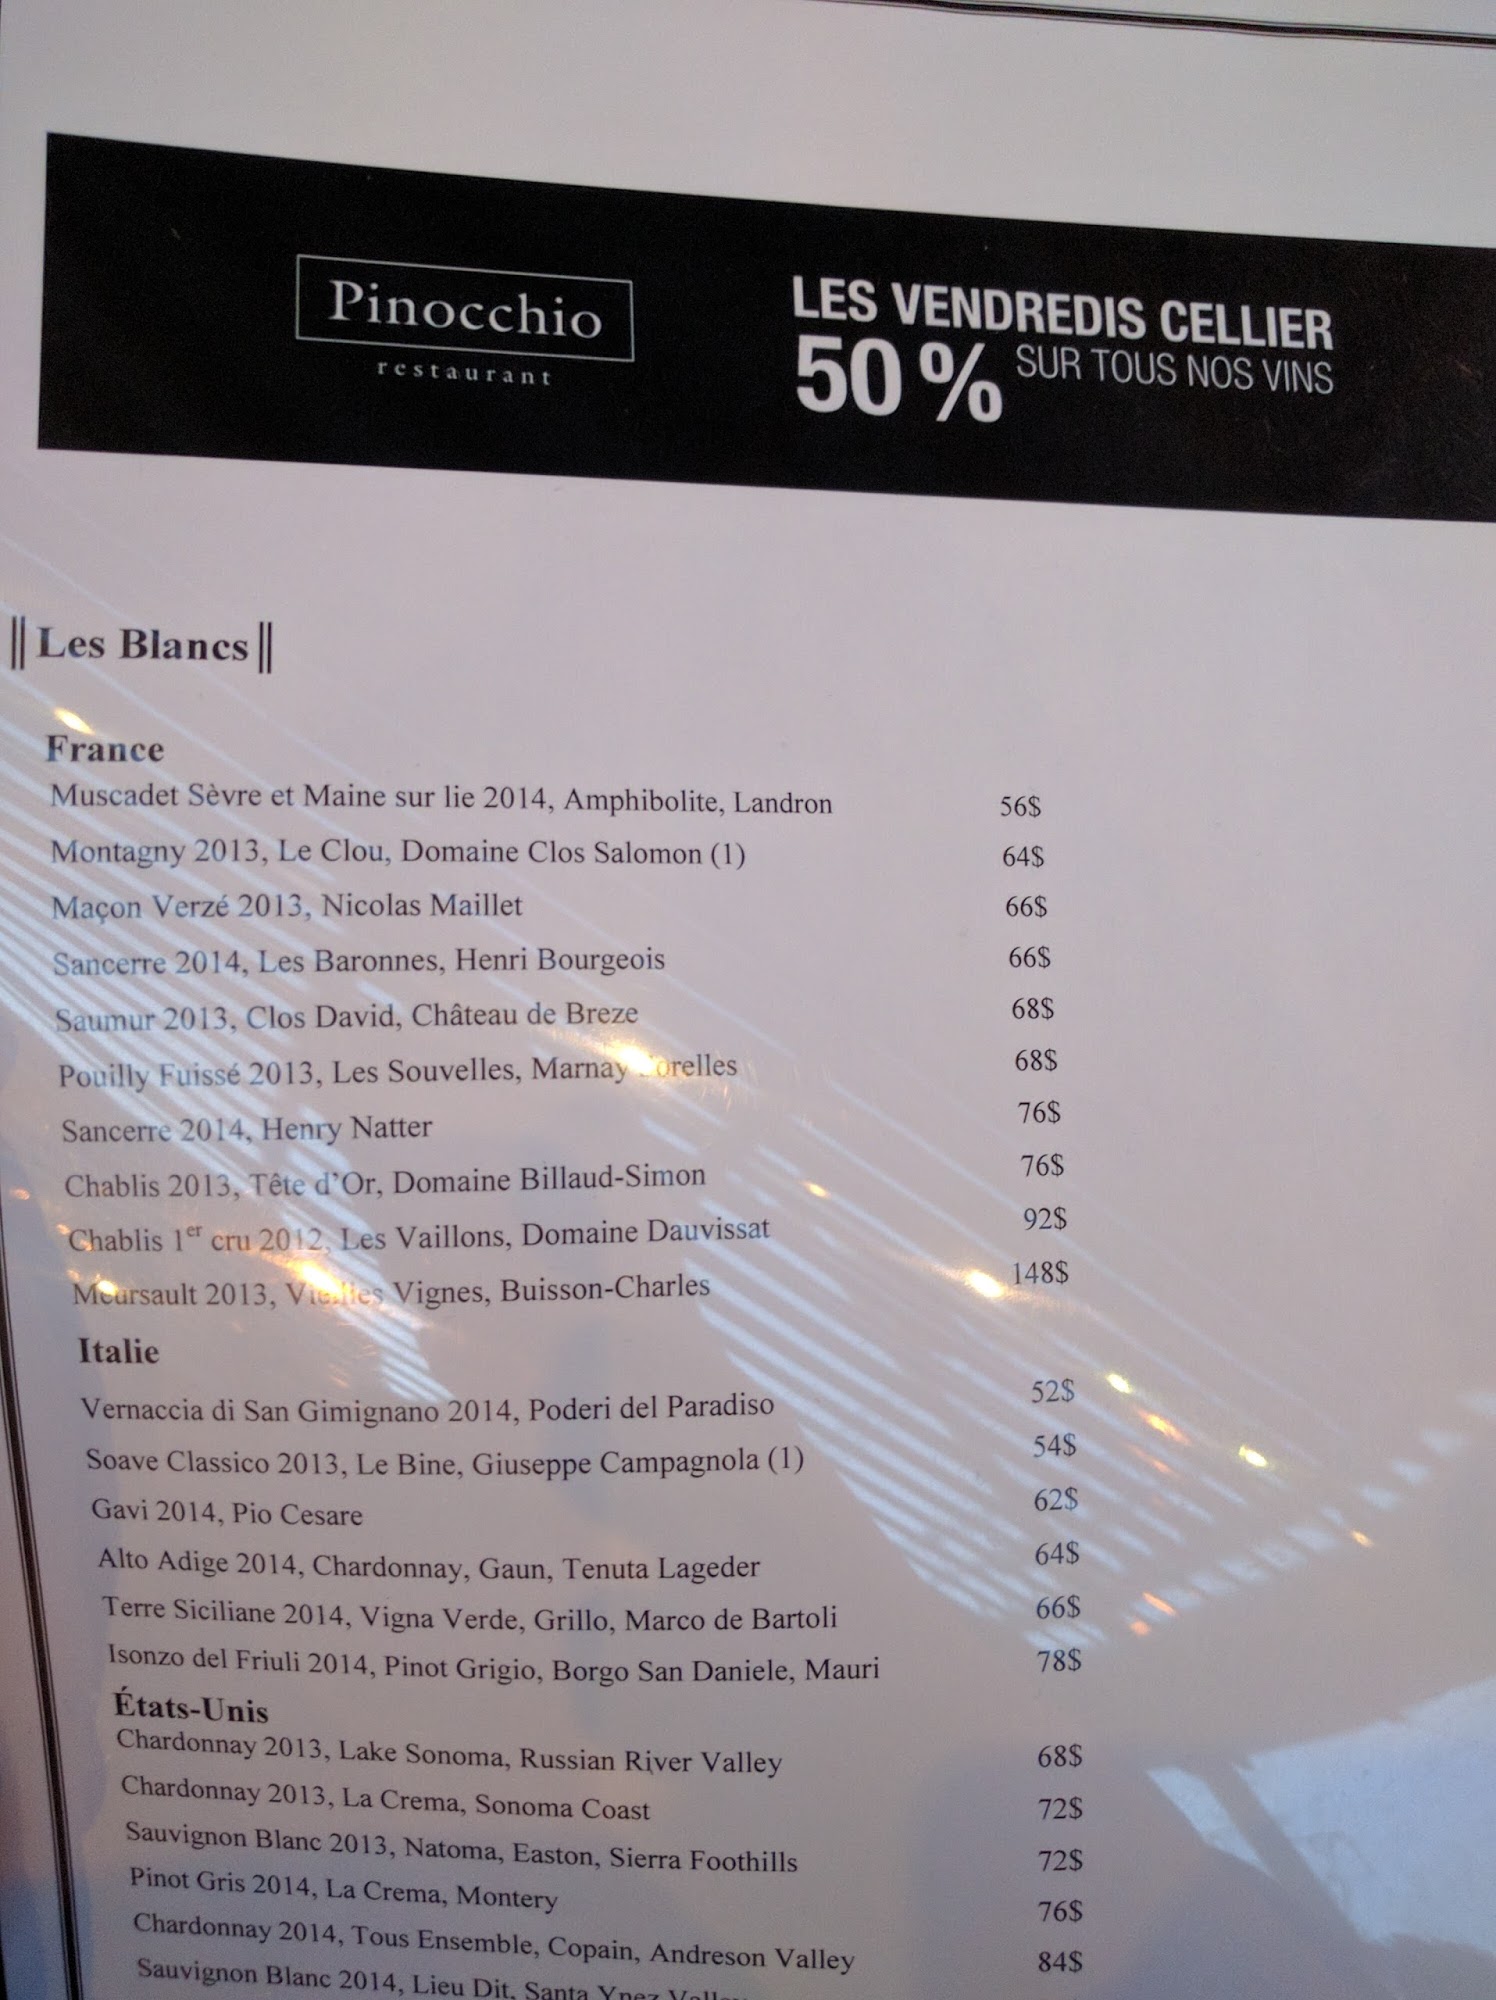 Pinocchio
restaurant
LES VENDREDIS CELLIER
50 % SUR TOUS NOS VINS
Les Blancs
France
Muscadet Sèvre et Maine sur lie 2014, Amphibolite, Landron 56$
Montagny 2013, Le Clou, Domaine Clos Salomon (1) 64$
Maçon Verzé 2013, Nicolas Maillet 66$
Sancerre 2014, Les Baronnes, Henri Bourgeois 66$
Saumur 2013, Clos David, Château de Breze 68$
Pouilly Fuissé 2013, Les Souvelles, Marnay 68$
Sancerre 2014, Henry Natter 76$
Chablis 2013, Tête d'Or, Domaine Billaud-Simon 76$
Chablis 1er cru 2012, Les Vaillons, Domaine Dauvissat 92$
Meursault 2013, Vieilles Vignes, Buisson-Charles 148$
Italie
Vernaccia di San Gimignano 2014, Poderi del Paradiso 52$
Soave Classico 2013, Le Bine, Giuseppe Campagnola (1) 54$
Gavi 2014, Pio Cesare 62$
Alto Adige 2014, Chardonnay, Gaun, Tenuta Lageder 64$
Terre Siciliane 2014, Vigna Verde, Grillo, Marco de Bartoli 66$
Isonzo del Friuli 2014, Pinot Grigio, Borgo San Daniele, Mauri 78$
États-Unis
Chardonnay 2013, Lake Sonoma, Russian River Valley 68$
Chardonnay 2013, La Crema, Sonoma Coast 72$
Sauvignon Blanc 2013, Natoma, Easton, Sierra Foothills 72$
Pinot Gris 2014, La Crema, Montery 76$
Chardonnay 2014, Tous Ensemble, Copain, Andreson Valley 84$
Sauvignon Blanc 2014, Lieu Dit, Santa Ynez Valley